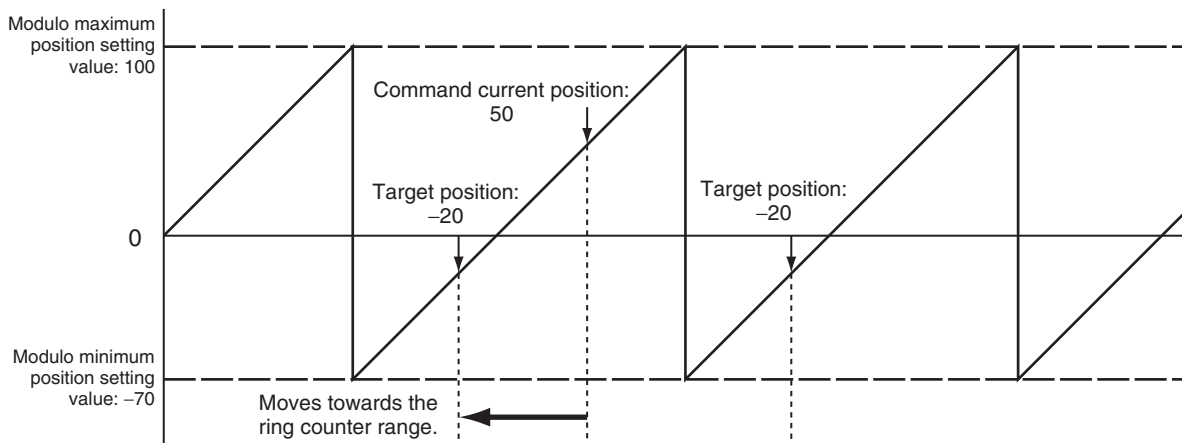 Modulo maximum
position setting
value: 100
Command current position:
50
Target position:
−20
Target position:
−20
0
Modulo minimum
position setting
value: −70
Moves towards the
ring counter range.